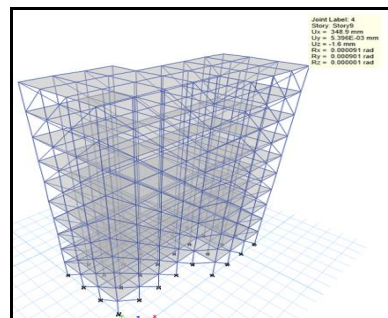 Joint Label: 4
Story: Story9
Ux = 348.9 mm
Uy = 5.396E-03 mm
Uz = -1.6 mm
Rx = 0.000091 rad
Ry = 0.000901 rad
Rz = 0.000001 rad